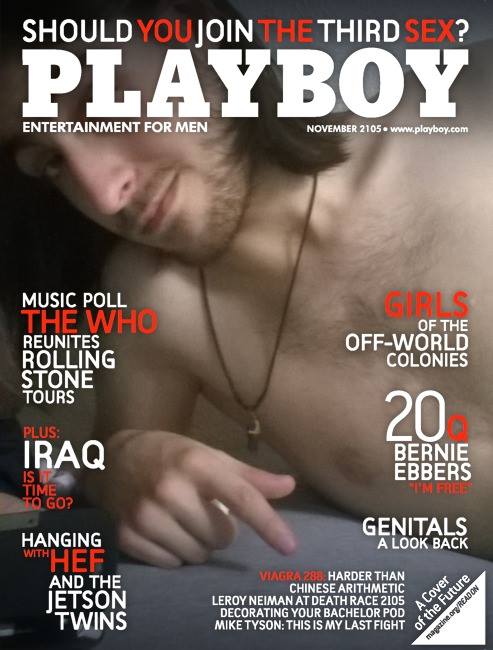 SHOULD YOU JOIN THE THIRD SEX?
PLAYBOY
ENTERTAINMENT FOR MEN
NOVEMBER 2105 • www.playboy.com
MUSIC POLL
THE WHO
REUNITES
ROLLING
STONE
TOURS
PLUS:
IRAQ
IS IT
TIME
TO GO?
HANGING
WITH HEF
AND THE
JETSON
TWINS
GIRLS
OF THE
OFF-WORLD
COLONIES
20Q
BERNIE
EBBERS
"I'M FREE"
GENITALS
A LOOK BACK
VIAGRA 288: HARDER THAN
CHINESE ARITHMETIC
LEROY NEIMAN AT DEATH RACE 2105
DECORATING YOUR BACHELOR POD
MIKE TYSON: THIS IS MY LAST FIGHT
A Cover
of the Future
magazine.org/READON